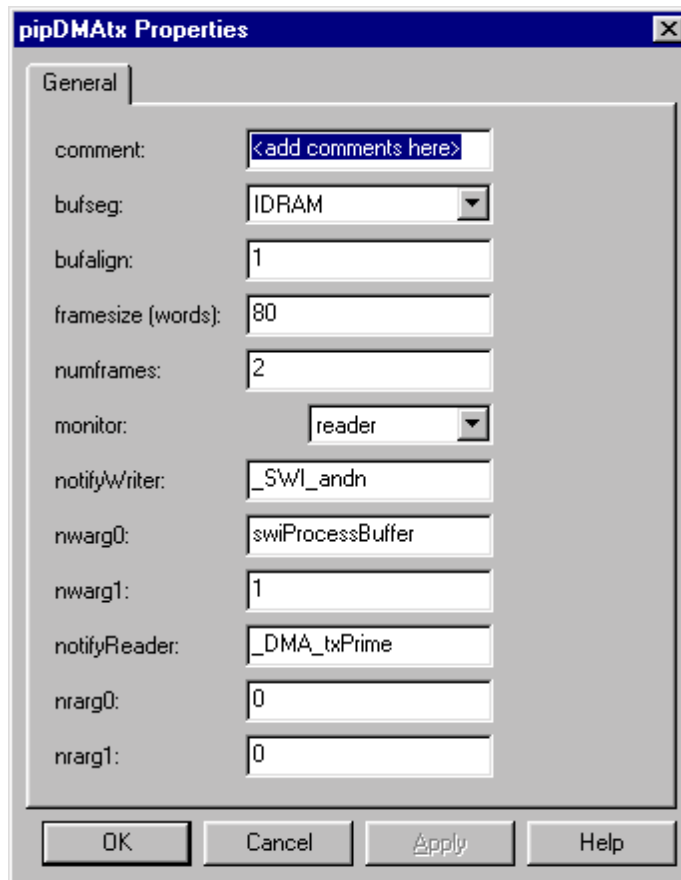 pipDMAtx Properties
General
comment: <add comments here>
bufseg: IDRAM
bufalign: 1
framesize (words): 80
numframes: 2
monitor: reader
notifyWriter: _SWI_andn
nwarg0: swiProcessBuffer
nwarg1: 1
notifyReader: _DMA_txPrime
nrarg0: 0
nrarg1: 0
OK Cancel Apply Help